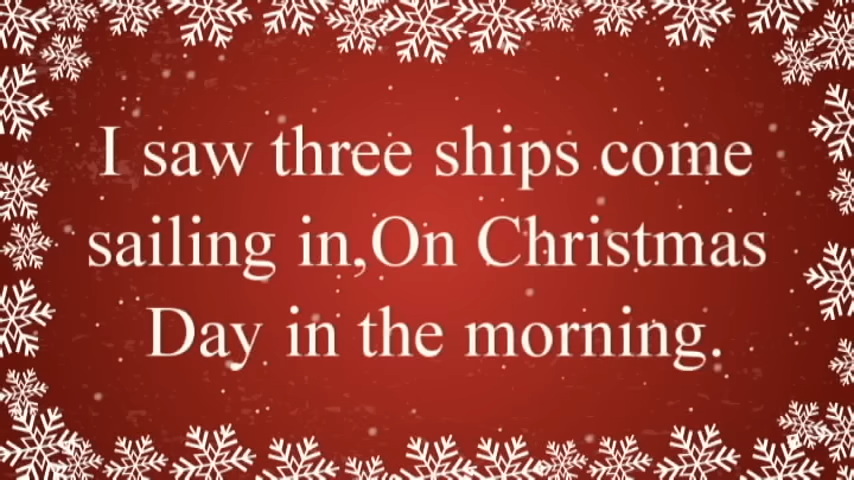 I saw three ships come
sailing in,On Christmas
Day in the morning.